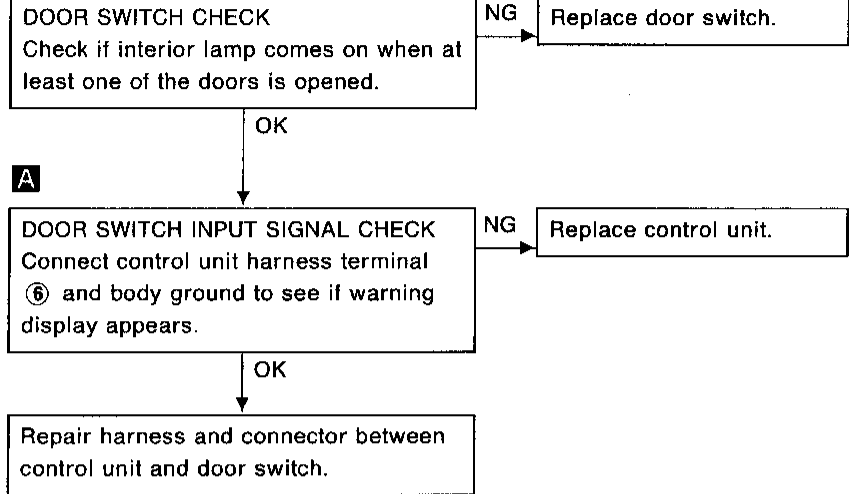 DOOR SWITCH CHECK
Check if interior lamp comes on when at
least one of the doors is opened.
NG
Replace door switch.
OK
A
DOOR SWITCH INPUT SIGNAL CHECK
Connect control unit harness terminal
⑥ and body ground to see if warning
display appears.
NG
Replace control unit.
OK
Repair harness and connector between
control unit and door switch.